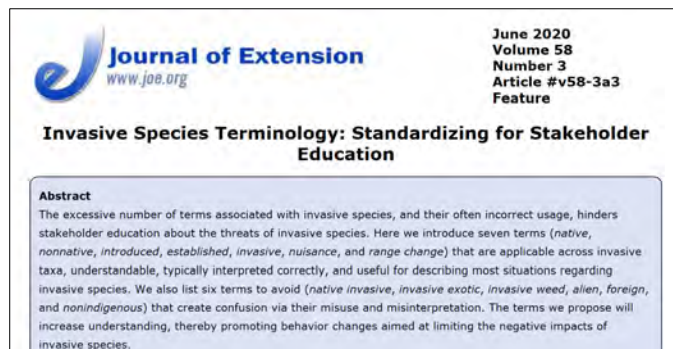 Journal of Extension
www.joe.org
June 2020
Volume 58
Number 3
Article #v58-3a3
Feature
Invasive Species Terminology: Standardizing for Stakeholder
Education
Abstract
The excessive number of terms associated with invasive species, and their often incorrect usage, hinders
stakeholder education about the threats of invasive species. Here we introduce seven terms (native,
nonnative, introduced, established, invasive, nuisance, and range change) that are applicable across invasive
taxa, understandable, typically interpreted correctly, and useful for describing most situations regarding
invasive species. We also list six terms to avoid (native invasive, invasive exotic, invasive weed, alien, foreign,
and nonindigenous) that create confusion via their misuse and misinterpretation. The terms we propose will
increase understanding, thereby promoting behavior changes aimed at limiting the negative impacts of
invasive species.